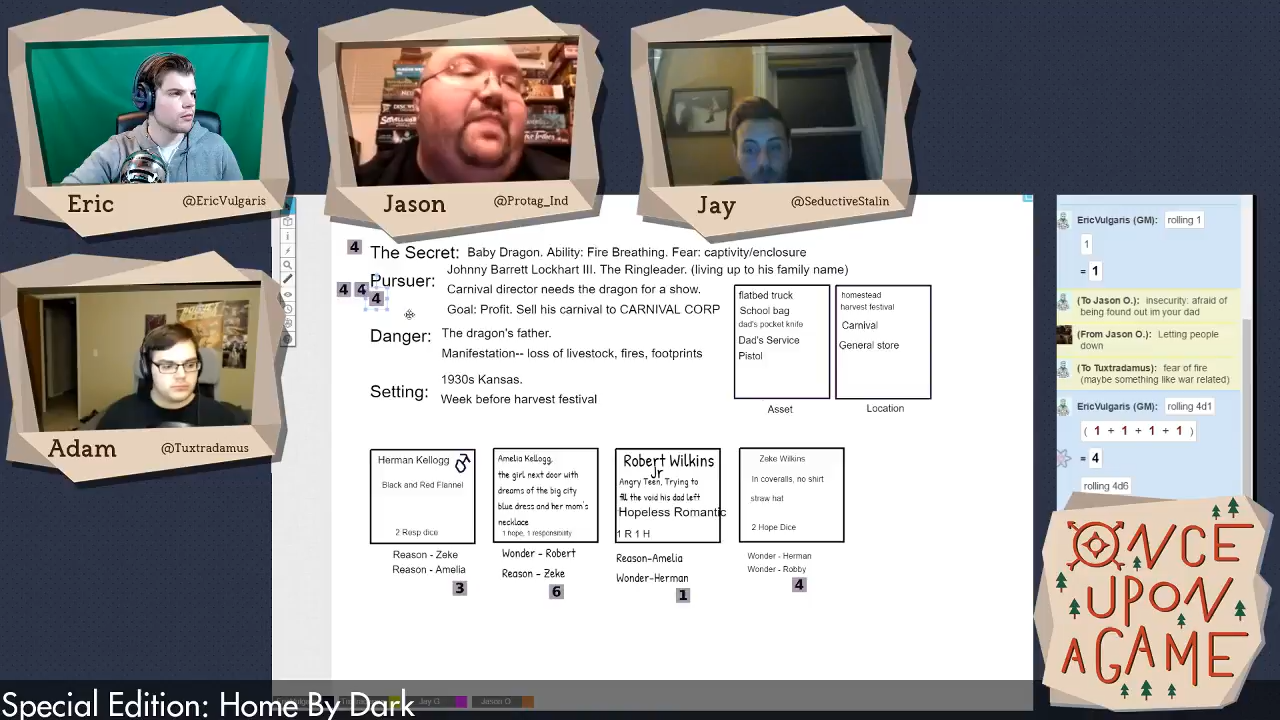 Eric
@EricVulgaris
Jason
@Protag_Ind
Jay
@SeductiveStalin
Adam
@Tuxtradamus
4
The Secret: Baby Dragon. Ability: Fire Breathing. Fear: captivity/enclosure
Pursuer:
Johnny Barrett Lockhart III. The Ringleader. (living up to his family name)
4 4
4
Carnival director needs the dragon for a show.
Goal: Profit. Sell his carnival to CARNIVAL CORP
Danger:
The dragon's father.
Manifestation-- loss of livestock, fires, footprints
Setting:
1930s Kansas.
Week before harvest festival
flatbed truck
School bag
dad's pocket knife
Dad's Service
Pistol
Asset
homestead
harvest festival
Carnival
General store
Location
Herman Kellogg
Black and Red Flannel
2 Resp dice
Reason - Zeke
Reason - Amelia
3
Amelia Kellogg,
the girl next door with
dreams of the big city
blue dress and her mom's
necklace
1 hope, 1 responsibility
Wonder - Robert
Reason - Zeke
6
Robert Wilkins
Jr
Angry Teen, Trying to
fill the void his dad left
Hopeless Romantic
1 R 1 H
Reason-Amelia
Wonder-Herman
1
Zeke Wilkins
In coveralls, no shirt
straw hat
2 Hope Dice
Wonder - Herman
Wonder - Robby
4
EricVulgaris (GM): rolling 1
1
= 1
(To Jason O.): insecurity: afraid of
being found out im your dad
(From Jason O.): Letting people
down
(To Tuxtradamus): fear of fire
(maybe something like war related)
EricVulgaris (GM): rolling 4d1
( 1 + 1 + 1 + 1 )
= 4
rolling 4d6
ONCE
UPON
A GAME
Special Edition: Home By Dark
Jay O
Jason O